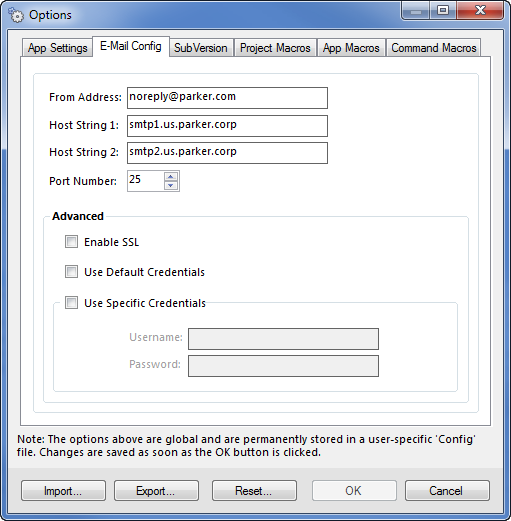 Options
App Settings E-Mail Config SubVersion Project Macros App Macros Command Macros
From Address: noreply@parker.com
Host String 1: smtp1.us.parker.corp
Host String 2: smtp2.us.parker.corp
Port Number: 25
Advanced
Enable SSL
Use Default Credentials
Use Specific Credentials
Username:
Password:
Note: The options above are global and are permanently stored in a user-specific 'Config'
file. Changes are saved as soon as the OK button is clicked.
Import... Export... Reset... OK Cancel